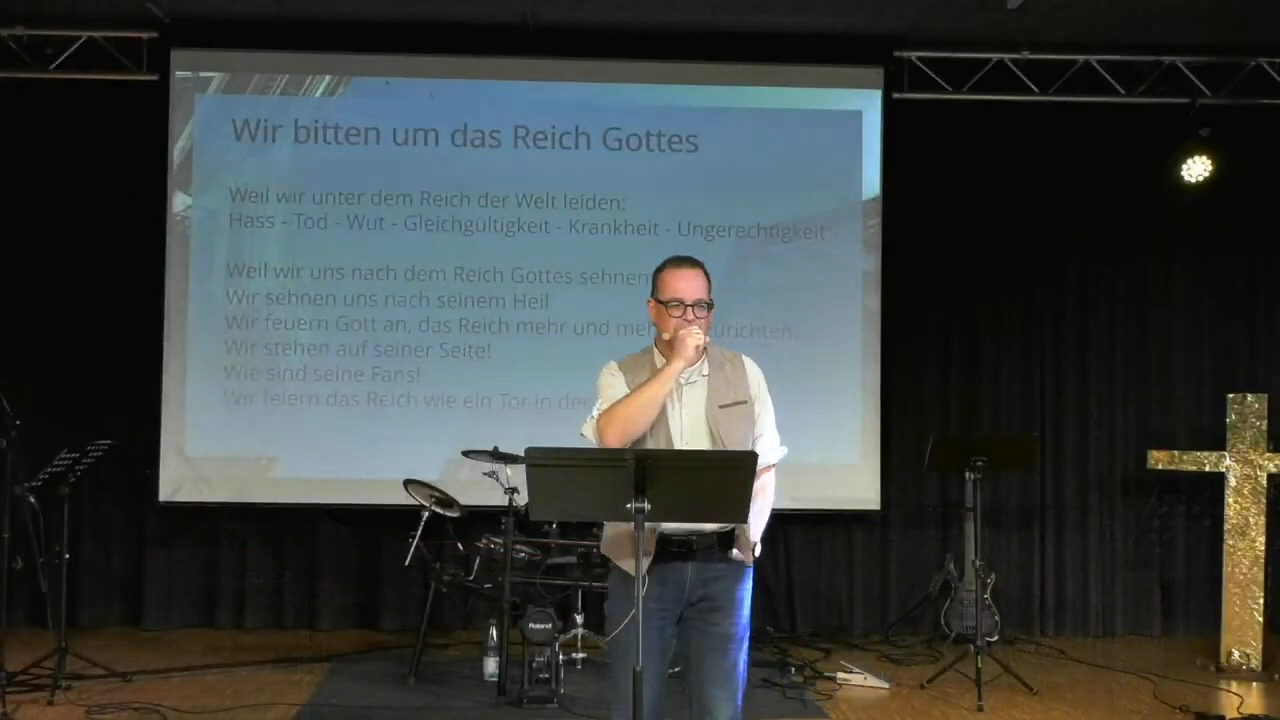 Wir bitten um das Reich Gottes
Weil wir unter dem Reich der Welt leiden:
Hass - Tod - Wut - Gleichgültigkeit - Krankheit - Ungerechtigkeit
Weil wir uns nach dem Reich Gottes sehnen
Wir sehnen uns nach seinem Heil
Wir feuern Gott an, das Reich mehr und
Wir stehen auf seiner Seite!
Wie sind seine Fans!
Wir feiern das Reich wie ein Tor in der
Roland